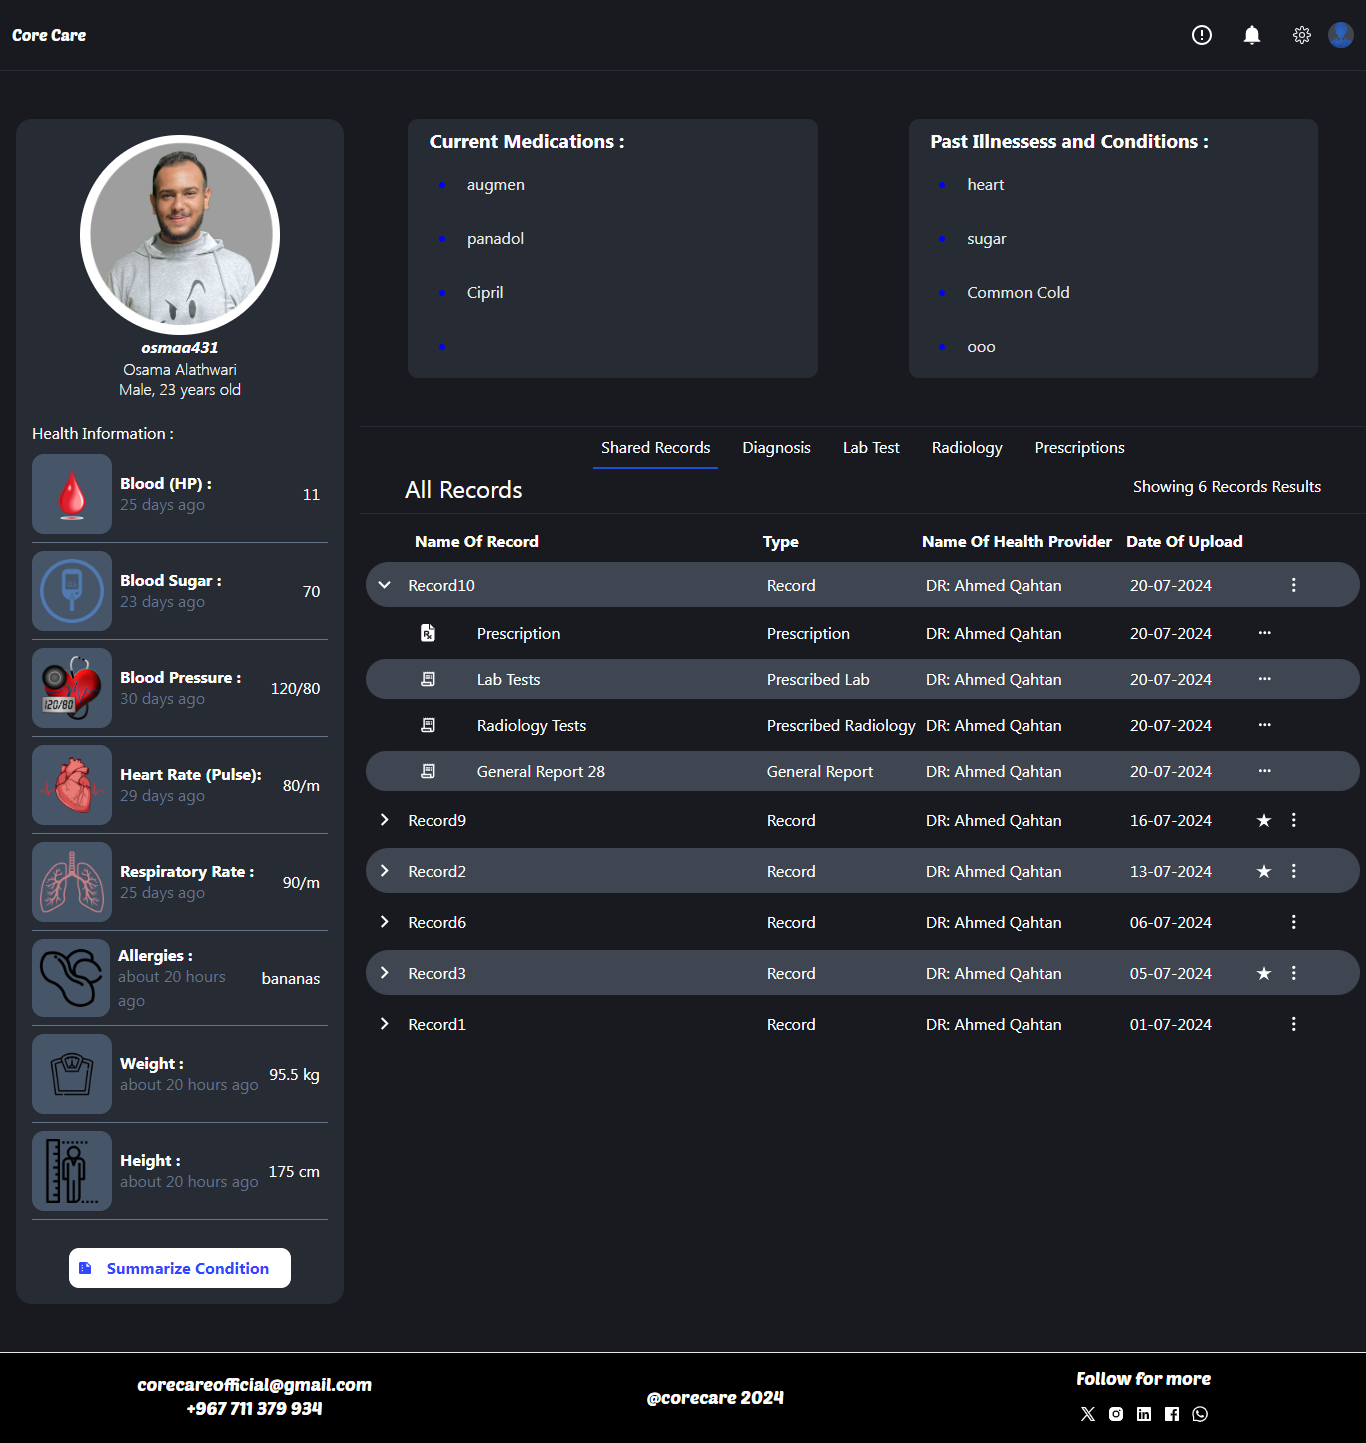 Core Care
osmaa431
Osama Alathwari
Male, 23 years old
Health Information :
Blood (HP) :
25 days ago
11
Blood Sugar :
23 days ago
70
120/80
Blood Pressure :
30 days ago
120/80
Heart Rate (Pulse):
29 days ago
80/m
Respiratory Rate :
25 days ago
90/m
Allergies :
about 20 hours
ago
bananas
Weight :
about 20 hours ago
95.5 kg
Height :
about 20 hours ago
175 cm
Summarize Condition
Current Medications :
augmen
panadol
Cipril
Past Illnessess and Conditions :
heart
sugar
Common Cold
ooo
Shared Records Diagnosis Lab Test Radiology Prescriptions
All Records Showing 6 Records Results
Name Of Record Type Name Of Health Provider Date Of Upload
Record10 Record DR: Ahmed Qahtan 20-07-2024
Prescription Prescription DR: Ahmed Qahtan 20-07-2024
Lab Tests Prescribed Lab DR: Ahmed Qahtan 20-07-2024
Radiology Tests Prescribed Radiology DR: Ahmed Qahtan 20-07-2024
General Report 28 General Report DR: Ahmed Qahtan 20-07-2024
Record9 Record DR: Ahmed Qahtan 16-07-2024
Record2 Record DR: Ahmed Qahtan 13-07-2024
Record6 Record DR: Ahmed Qahtan 06-07-2024
Record3 Record DR: Ahmed Qahtan 05-07-2024
Record1 Record DR: Ahmed Qahtan 01-07-2024
corecareofficial@gmail.com
+967 711 379 934
@corecare 2024
Follow for more